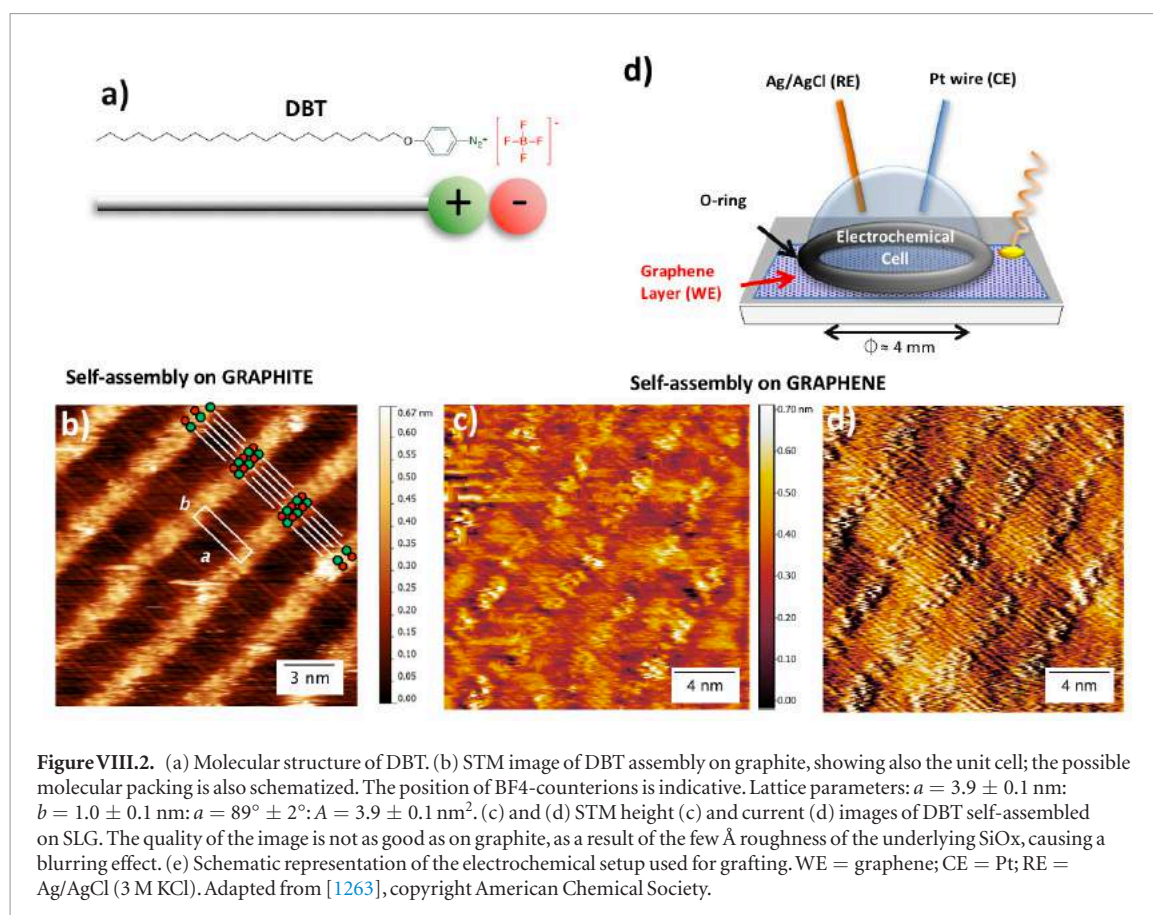 a)
DBT
O
N₂⁺
F
F-B-F
F
-
+
-
d)
Ag/AgCl (RE)
Pt wire (CE)
O-ring
Electrochemical
Cell
Graphene
Layer (WE)
Φ ≈ 4 mm
Self-assembly on GRAPHITE
Self-assembly on GRAPHENE
b)
b
a
3 nm
0.67 nm
0.60
0.55
0.50
0.45
0.40
0.35
0.30
0.25
0.20
0.15
0.10
0.05
0.00
c)
4 nm
0.70 nm
0.60
0.50
0.40
0.30
0.20
0.10
0.00
d)
4 nm
Figure VIII.2. (a) Molecular structure of DBT. (b) STM image of DBT assembly on graphite, showing also the unit cell; the possible
molecular packing is also schematized. The position of BF4-counterions is indicative. Lattice parameters: a = 3.9 ± 0.1 nm:
b = 1.0 ± 0.1 nm: a = 89° ± 2°: A = 3.9 ± 0.1 nm². (c) and (d) STM height (c) and current (d) images of DBT self-assembled
on SLG. The quality of the image is not as good as on graphite, as a result of the few Å roughness of the underlying SiOx, causing a
blurring effect. (e) Schematic representation of the electrochemical setup used for grafting. WE = graphene; CE = Pt; RE =
Ag/AgCl (3 M KCl). Adapted from [1263], copyright American Chemical Society.